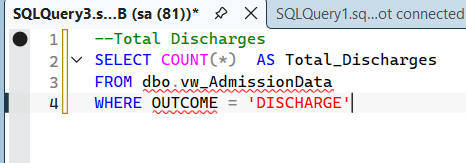 SQLQuery3.s...B (sa (81))* SQLQuery1.sq...ot connected
1 --Total Discharges
2 SELECT COUNT(*)  AS Total_Discharges
3 FROM dbo.vw_AdmissionData
4 WHERE OUTCOME = 'DISCHARGE'